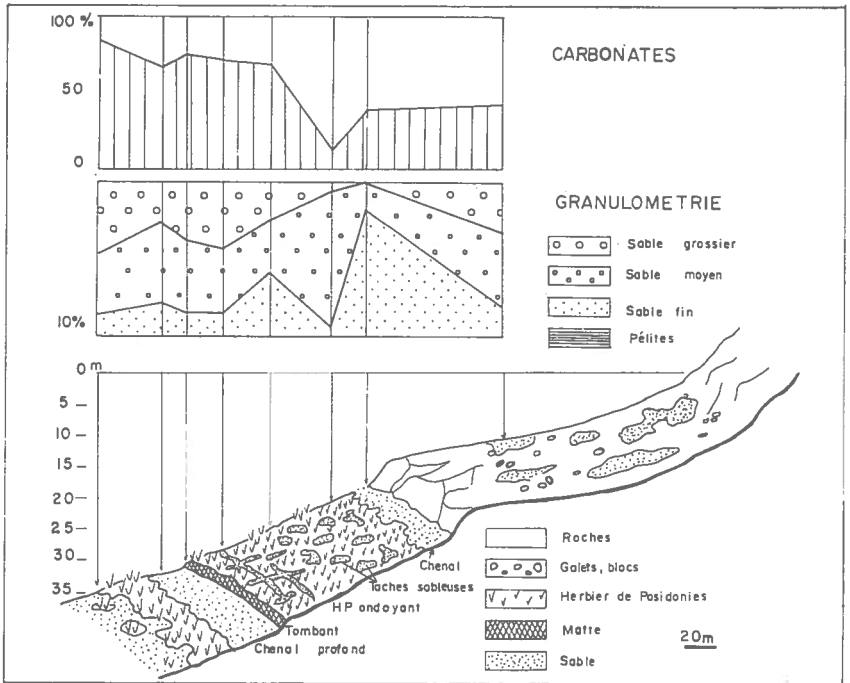 100 %
50
0
CARBONATES
GRANULOMETRIE
Sable grossier
Sable moyen
Sable fin
Pélites
10%
0 m
5
10
15
20
25
30
35
Chenal
Taches sableuses
HP ondoyant
Tombant
Chenal profond
Roches
Galets, blocs
Herbier de Posidonies
Matte
Sable
20m